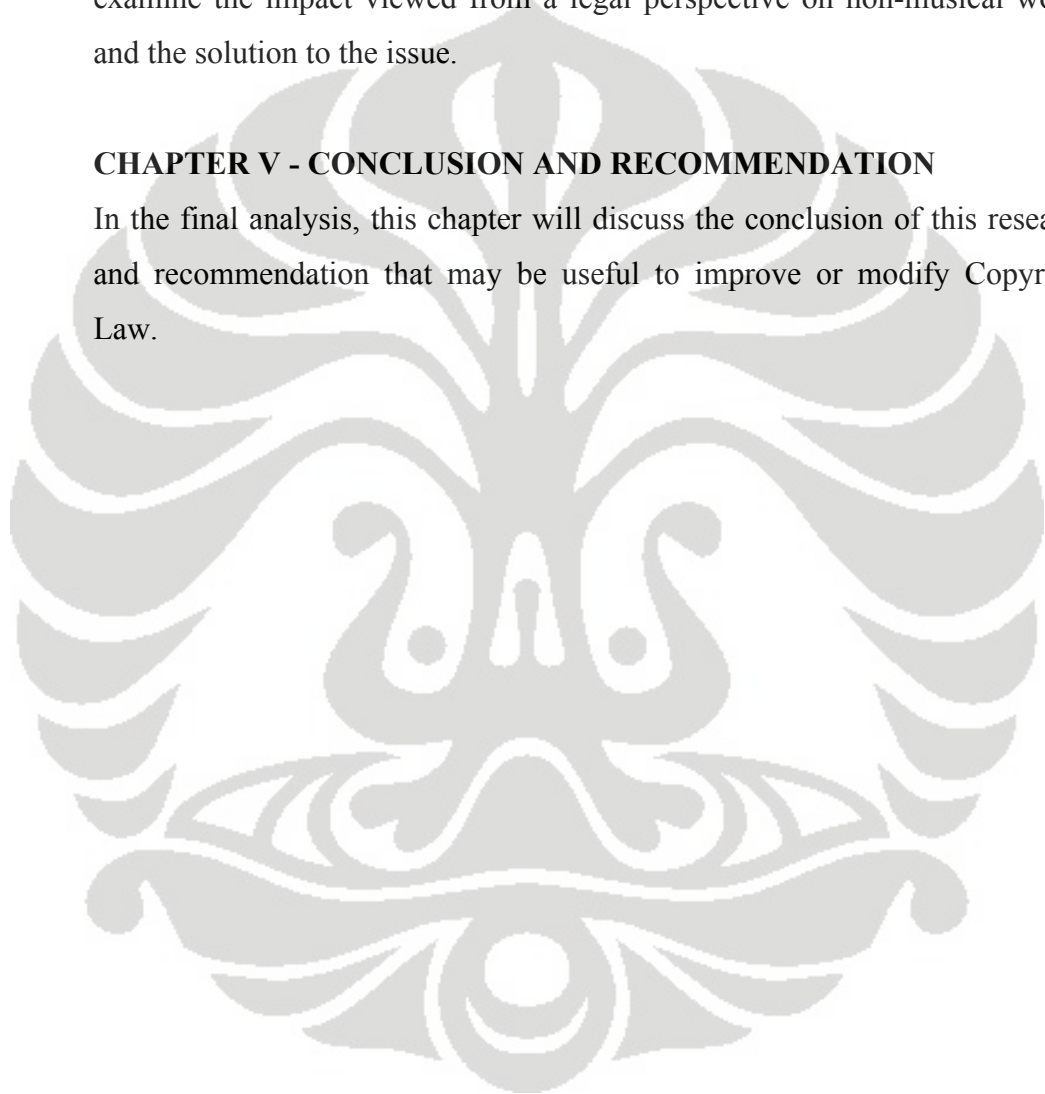 examine the impact viewed from a legal perspective on non-musical
and the solution to the issue.
CHAPTER V - CONCLUSION AND RECOMMENDATION
In the final analysis, this chapter will discuss the conclusion of this
and recommendation that may be useful to improve or modify
Law.